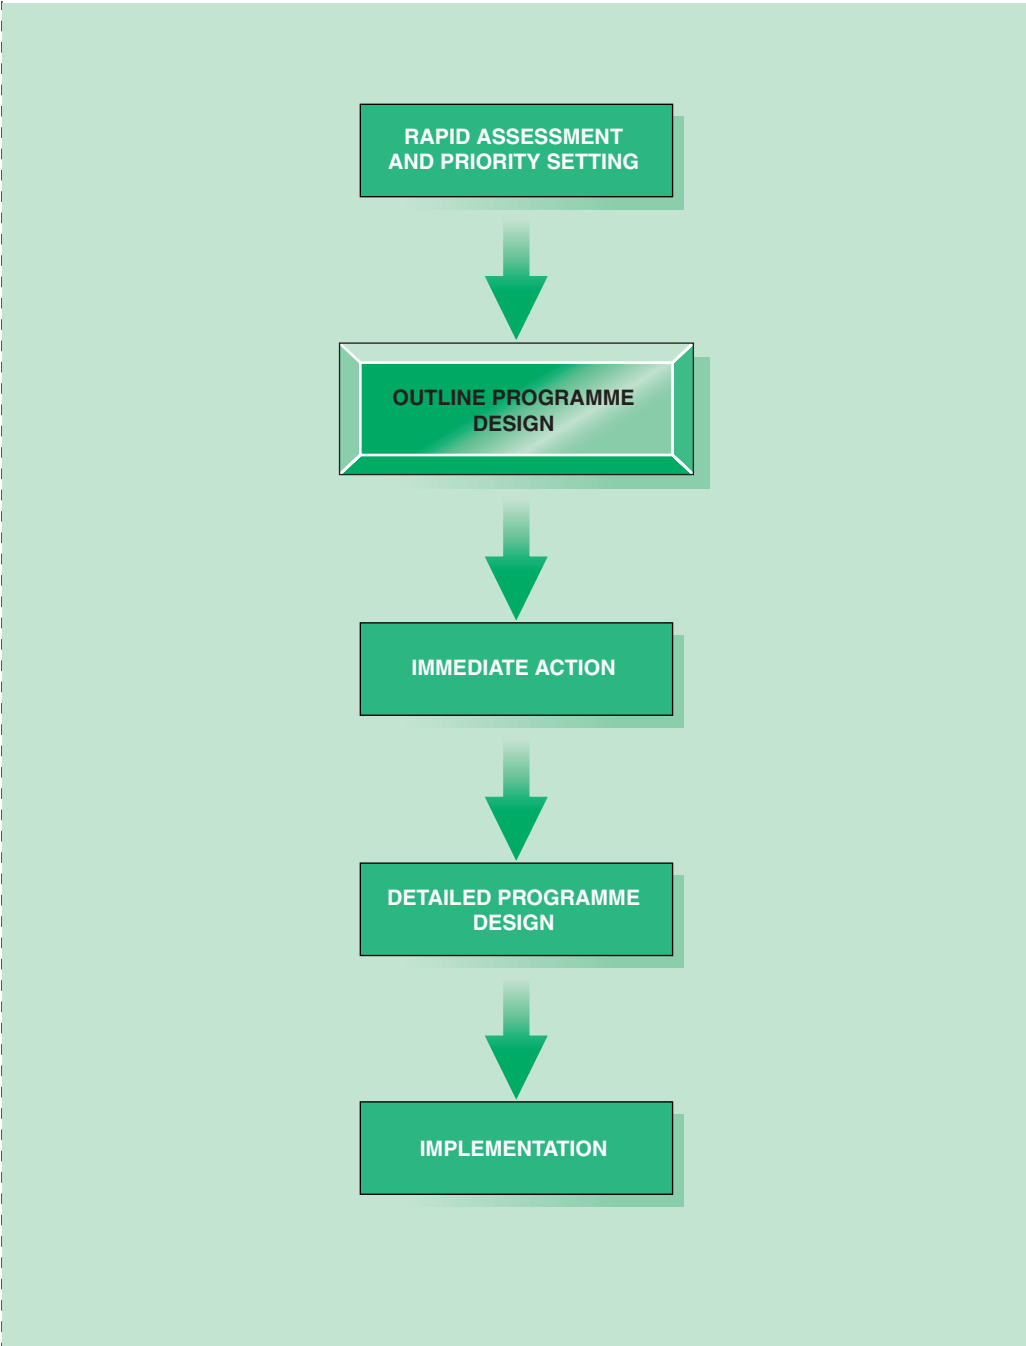 RAPID ASSESSMENT
AND PRIORITY SETTING
OUTLINE PROGRAMME
DESIGN
IMMEDIATE ACTION
DETAILED PROGRAMME
DESIGN
IMPLEMENTATION